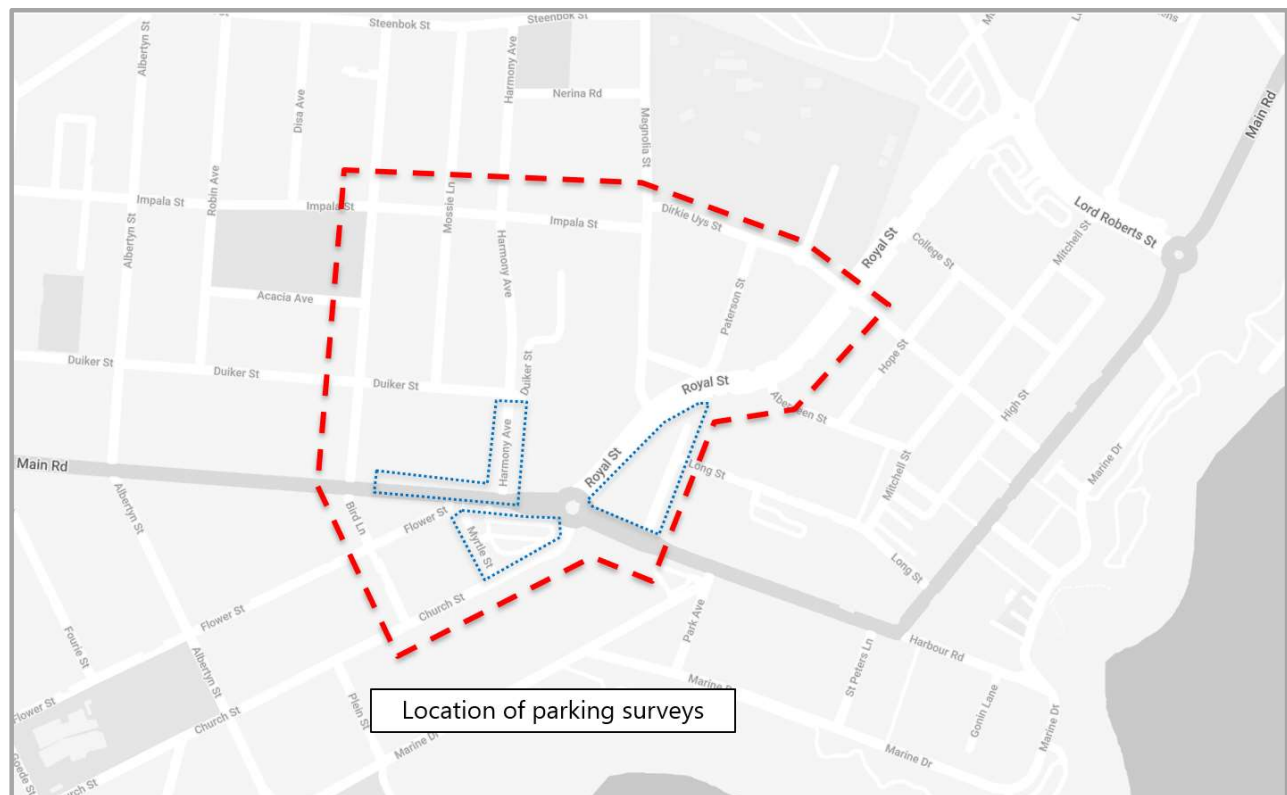 Steenbok St
Steenbok St
Albertyn St
Harmony Ave
Main Rd
Disa Ave
Nerina Rd
Magnolia St
Robin Ave
Mossie Ln
Impala St
Impala St
Impala St
Dirkie Uys St
Lord Roberts St
Albertyn St
Harmony Ave
Royal St
College St
Mitchell St
Acacia Ave
Paterson St
Hope St
Duiker St
Duiker St
Duiker St
Duiker St
Royal St
Aberdeen St
High St
Main Rd
Harmony Ave
Royal St
Long St
Mitchell St
Marine Dr
Albertyn St
Bird Ln
Flower St
Myrtle St
Long St
Flower St
Church St
Park Ave
St Peters Ln
Harbour Rd
Fourie St
Albertyn St
Plein St
Marine Dr
Gonin Lane
Marine Dr
Flower St
Church St
Location of parking surveys
Marine Dr
Marine Dr
Goede St
Church St